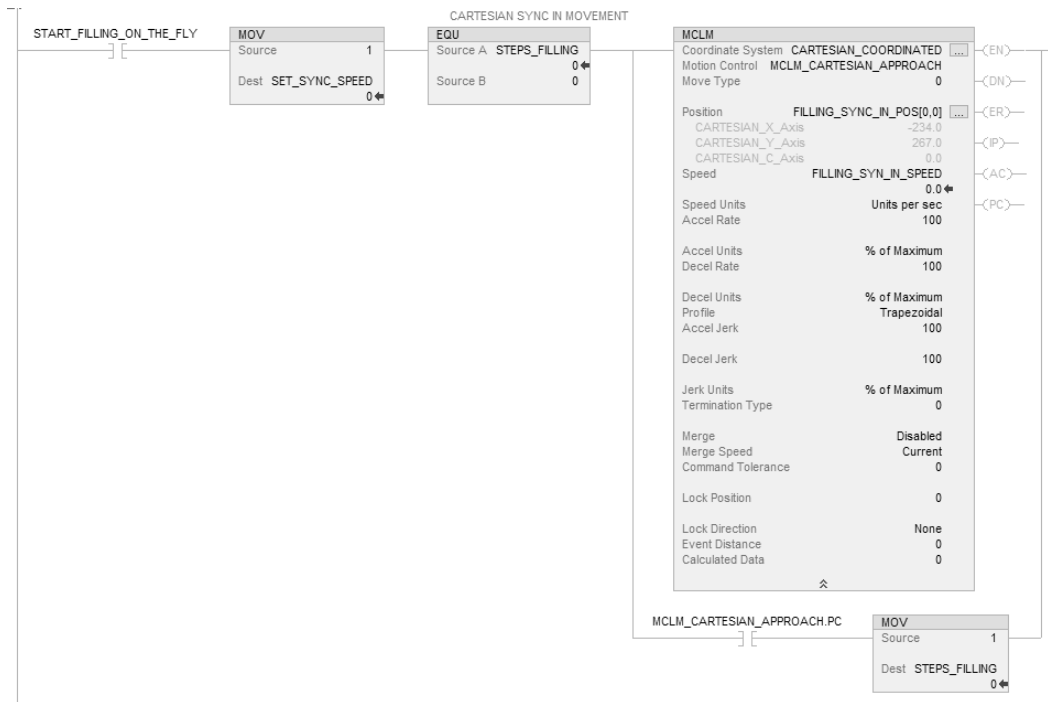 CARTESIAN SYNC IN MOVEMENT
START_FILLING_ON_THE_FLY
MOV
Source 1
Dest SET_SYNC_SPEED
0
EQU
Source A STEPS_FILLING
0
Source B 0
MCLM
Coordinate System CARTESIAN_COORDINATED ...
Motion Control MCLM_CARTESIAN_APPROACH
Move Type 0
Position FILLING_SYNC_IN_POS[0,0] ...
CARTESIAN_X_Axis -234.0
CARTESIAN_Y_Axis 267.0
CARTESIAN_C_Axis 0.0
Speed FILLING_SYN_IN_SPEED
0.0
Speed Units Units per sec
Accel Rate 100
Accel Units % of Maximum
Decel Rate 100
Decel Units % of Maximum
Profile Trapezoidal
Accel Jerk 100
Decel Jerk 100
Jerk Units % of Maximum
Termination Type 0
Merge Disabled
Merge Speed Current
Command Tolerance 0
Lock Position 0
Lock Direction None
Event Distance 0
Calculated Data 0
EN
DN
ER
IP
AC
PC
MCLM_CARTESIAN_APPROACH.PC
MOV
Source 1
Dest STEPS_FILLING
0